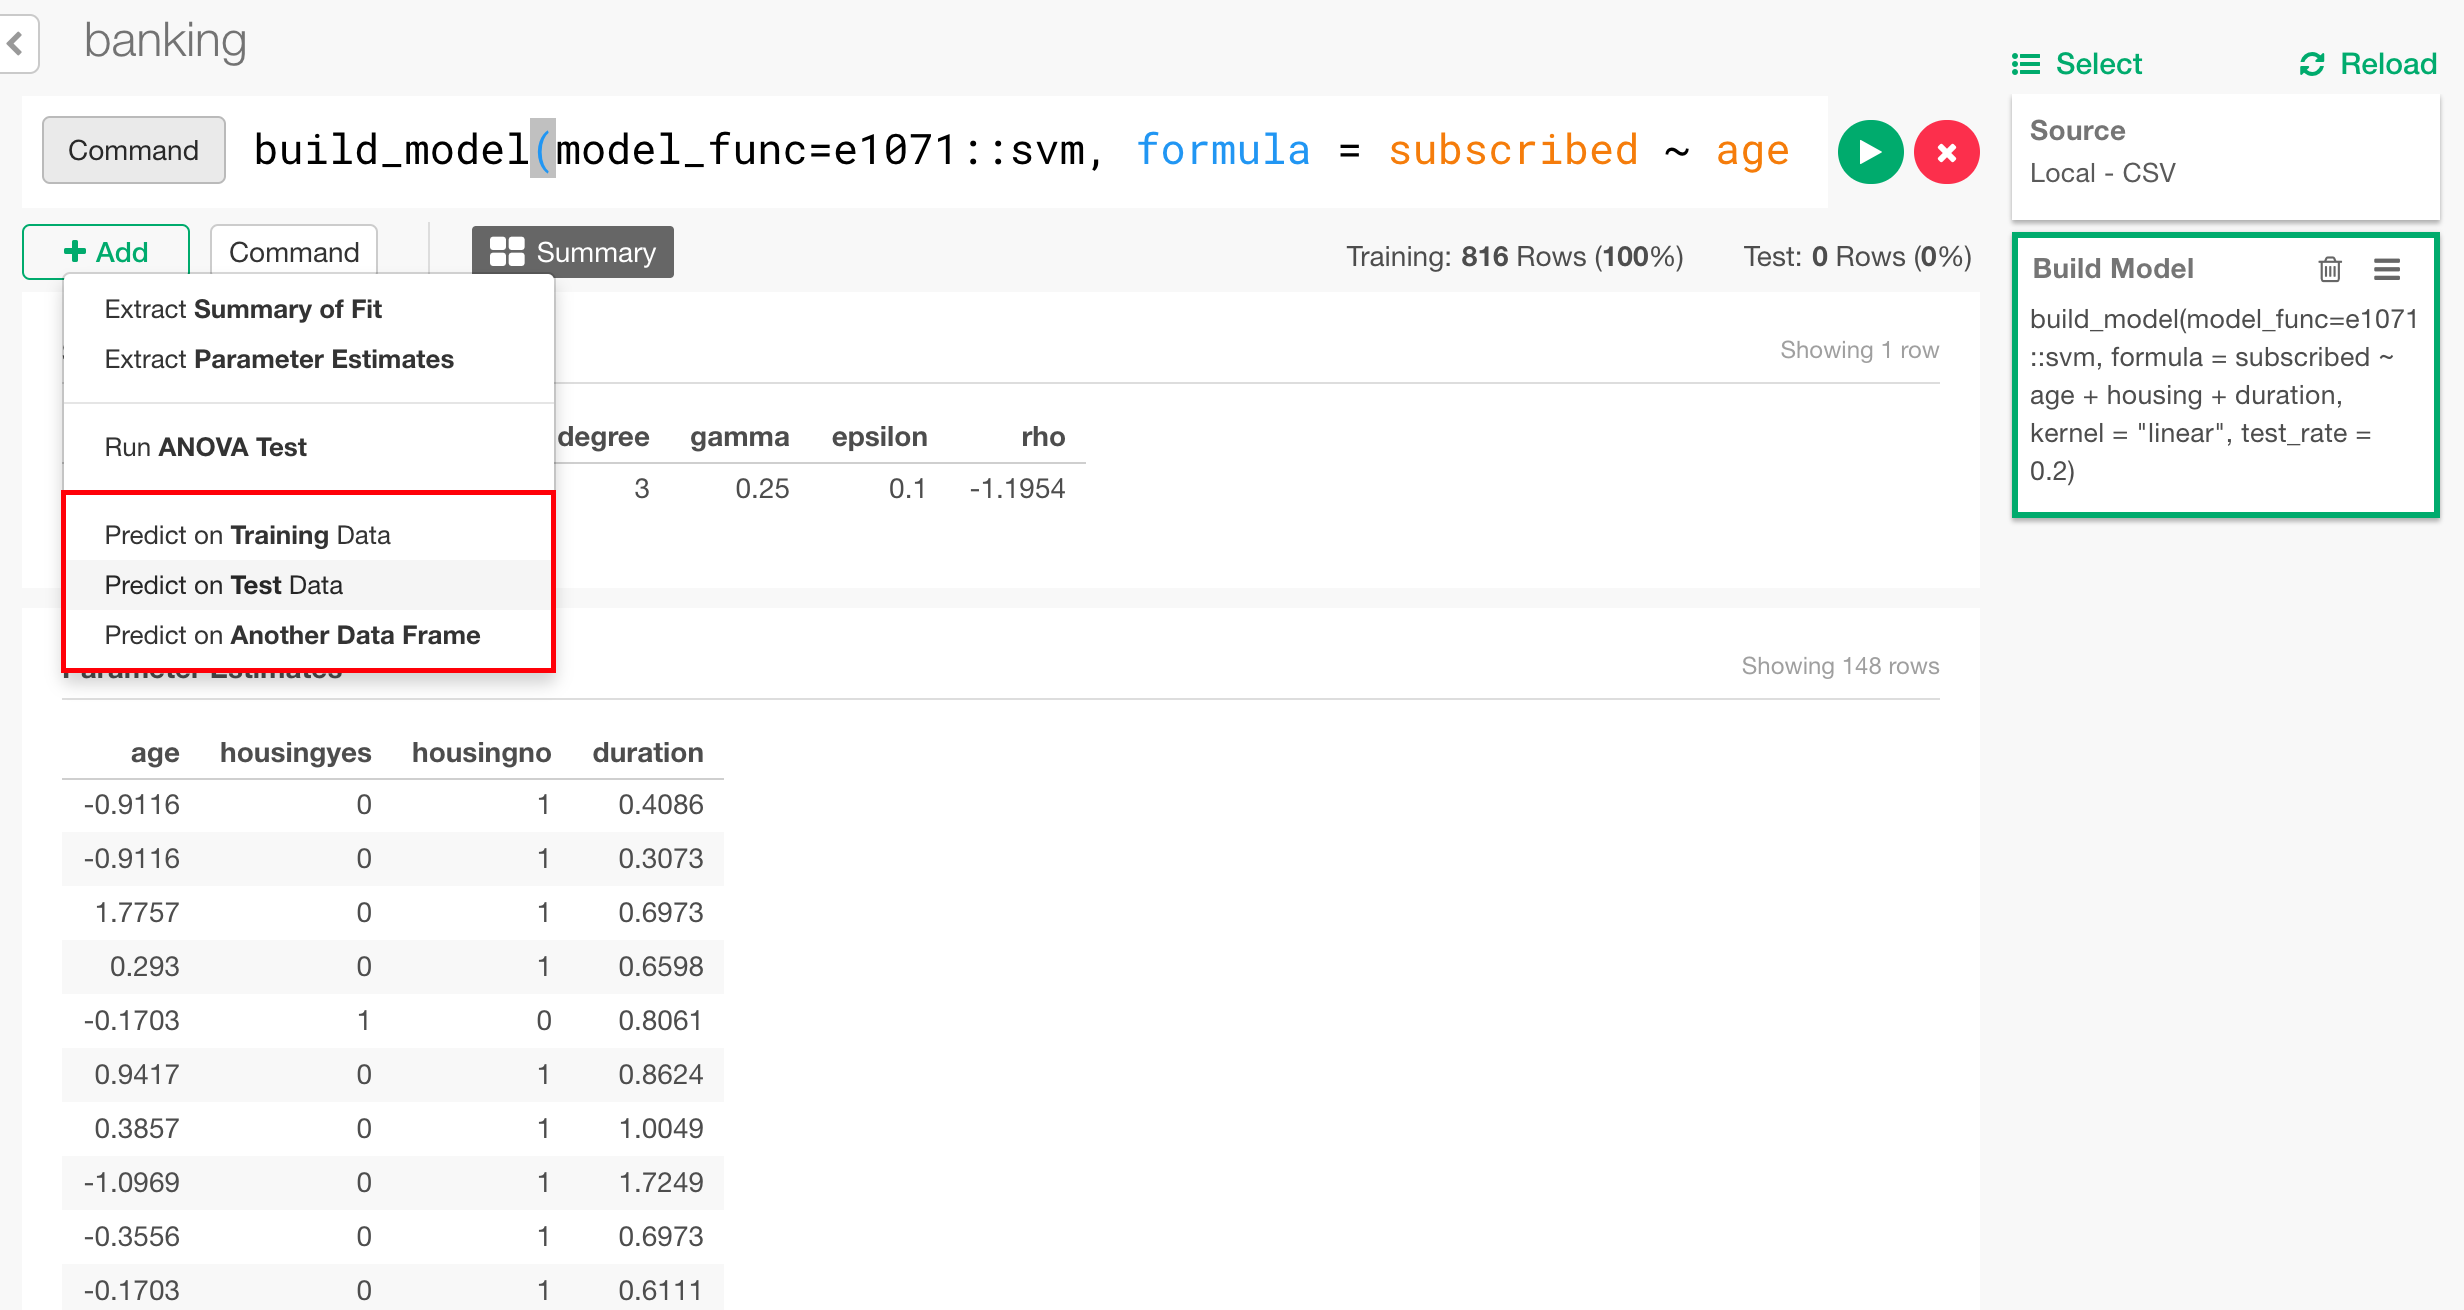 banking
Select
Reload
Command
build_model(model_func=e1071::svm, formula = subscribed ~ age
Source
Local - CSV
Add
Command
Summary
Training: 816 Rows (100%)
Test: 0 Rows (0%)
Build Model
build_model(model_func=e1071
::svm, formula = subscribed ~
age + housing + duration,
kernel = "linear", test_rate =
0.2)
Extract Summary of Fit
Extract Parameter Estimates
Run ANOVA Test
Predict on Training Data
Predict on Test Data
Predict on Another Data Frame
Showing 1 row
degree gamma epsilon rho
3 0.25 0.1 -1.1954
Parameter Estimates
Showing 148 rows
age housingyes housingno duration
-0.9116 0 1 0.4086
-0.9116 0 1 0.3073
1.7757 0 1 0.6973
0.293 0 1 0.6598
-0.1703 1 0 0.8061
0.9417 0 1 0.8624
0.3857 0 1 1.0049
-1.0969 0 1 1.7249
-0.3556 0 1 0.6973
-0.1703 0 1 0.6111